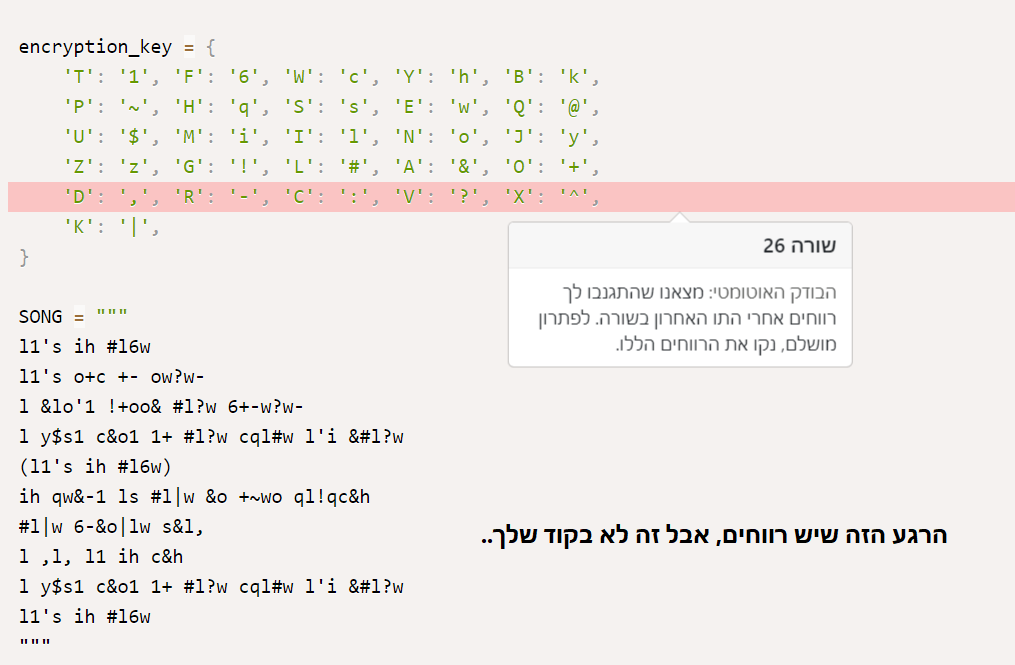 encryption_key = {
    'T': '1', 'F': '6', 'W': 'c', 'Y': 'h', 'B': 'k',
    'P': '~', 'H': 'q', 'S': 's', 'E': 'w', 'Q': '@',
    'U': '$', 'M': 'i', 'I': 'l', 'N': 'o', 'J': 'y',
    'Z': 'z', 'G': '!', 'L': '#', 'A': '&', 'O': '+',
    'D': ',', 'R': '-', 'C': ':', 'V': '?', 'X': '^',
    'K': '|',
}
שורה 26
הבודק האוטומטי: מצאנו שהתגנבו לך
רווחים אחרי התו האחרון בשורה. לפתרון
מושלם, נקו את הרווחים הללו.
SONG = """
l1's ih #l6w
l1's o+c +- ow?w-
l &lo'1 !+oo& #l?w 6+-w?w-
l y$s1 c&o1 1+ #l?w cql#w l'i &#l?w
(l1's ih #l6w)
ih qw&-1 ls #l|w &o +~wo ql!qc&h
#l|w 6-&o|lw s&l,
l ,l, l1 ih c&h
l y$s1 c&o1 1+ #l?w cql#w l'i &#l?w
l1's ih #l6w
"""
הרגע הזה שיש רווחים, אבל זה לא בקוד שלך..